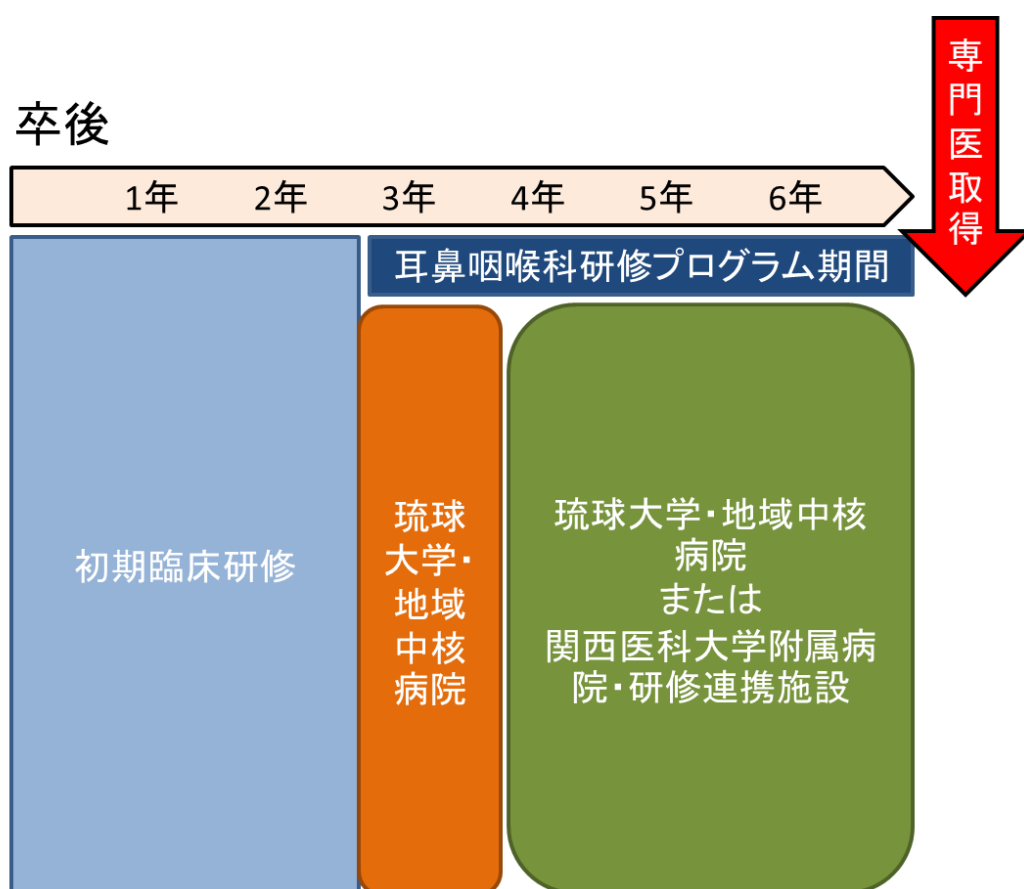 専門医取得
卒後
1年 2年 3年 4年 5年 6年
耳鼻咽喉科研修プログラム期間
初期臨床研修
琉球
大学・
地域
中核
病院
琉球大学・地域中核
病院
または
関西医科大学附属病
院・研修連携施設